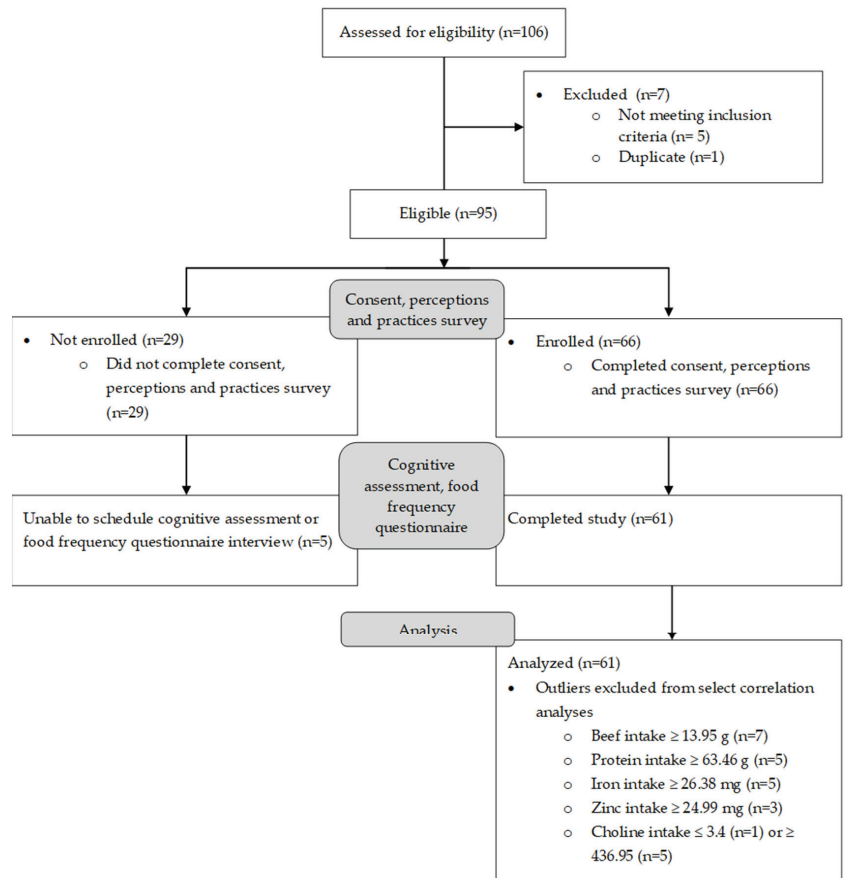 Assessed for eligibility (n=106)
• Excluded (n=7)
o Not meeting inclusion
criteria (n= 5)
o Duplicate (n=1)
Eligible (n=95)
Consent, perceptions
and practices survey
• Not enrolled (n=29)
o Did not complete consent,
perceptions and practices survey
(n=29)
• Enrolled (n=66)
o Completed consent, perceptions
and practices survey (n=66)
Cognitive
assessment, food
frequency
questionnaire
Unable to schedule cognitive assessment or
food frequency questionnaire interview (n=5)
Completed study (n=61)
Analysis
Analyzed (n=61)
• Outliers excluded from select correlation
analyses
o Beef intake ≥ 13.95 g (n=7)
o Protein intake ≥ 63.46 g (n=5)
o Iron intake ≥ 26.38 mg (n=5)
o Zinc intake ≥ 24.99 mg (n=3)
o Choline intake ≤ 3.4 (n=1) or ≥
436.95 (n=5)